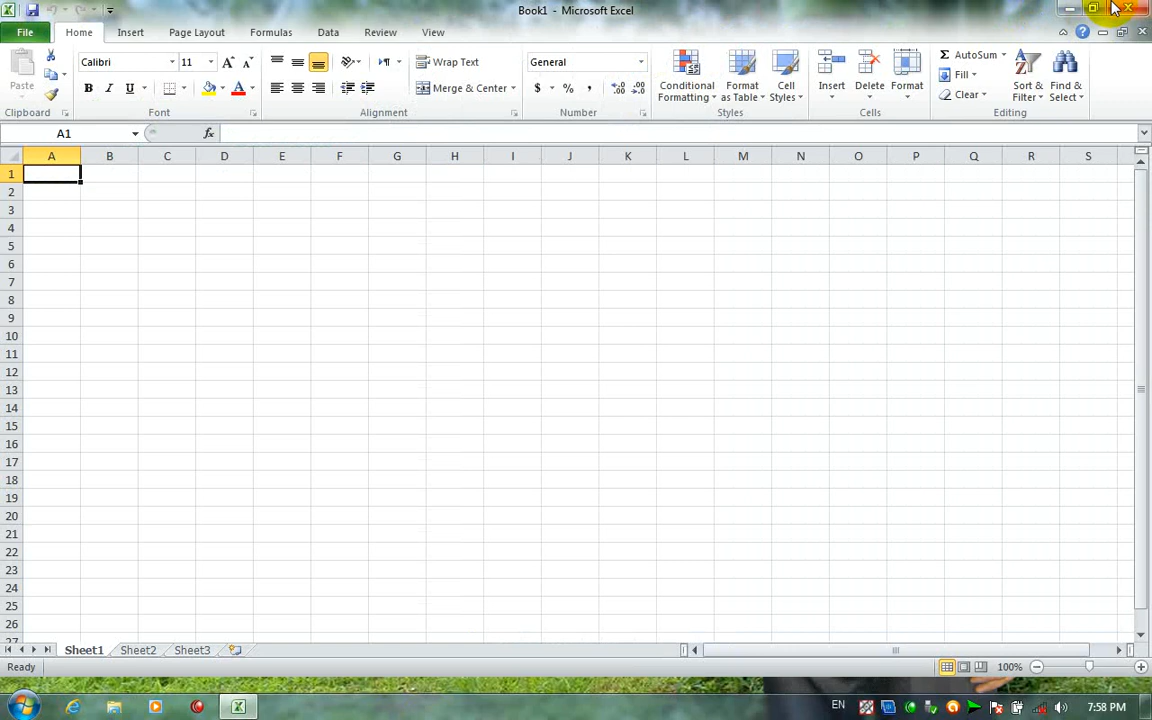 Book1 - Microsoft Excel
File Home Insert Page Layout Formulas Data Review View
Paste
Calibri 11
B I U A
Wrap Text
Merge & Center
General
$ % ,
Conditional Formatting
Format as Table
Cell Styles
Insert
Delete
Format
Σ AutoSum
Fill
Clear
Sort & Filter
Find & Select
Clipboard Font Alignment Number Styles Cells Editing
A1 fx
A B C D E F G H I J K L M N O P Q R S
1
2
3
4
5
6
7
8
9
10
11
12
13
14
15
16
17
18
19
20
21
22
23
24
25
26
27
Sheet1 Sheet2 Sheet3
Ready 100%
EN 7:58 PM